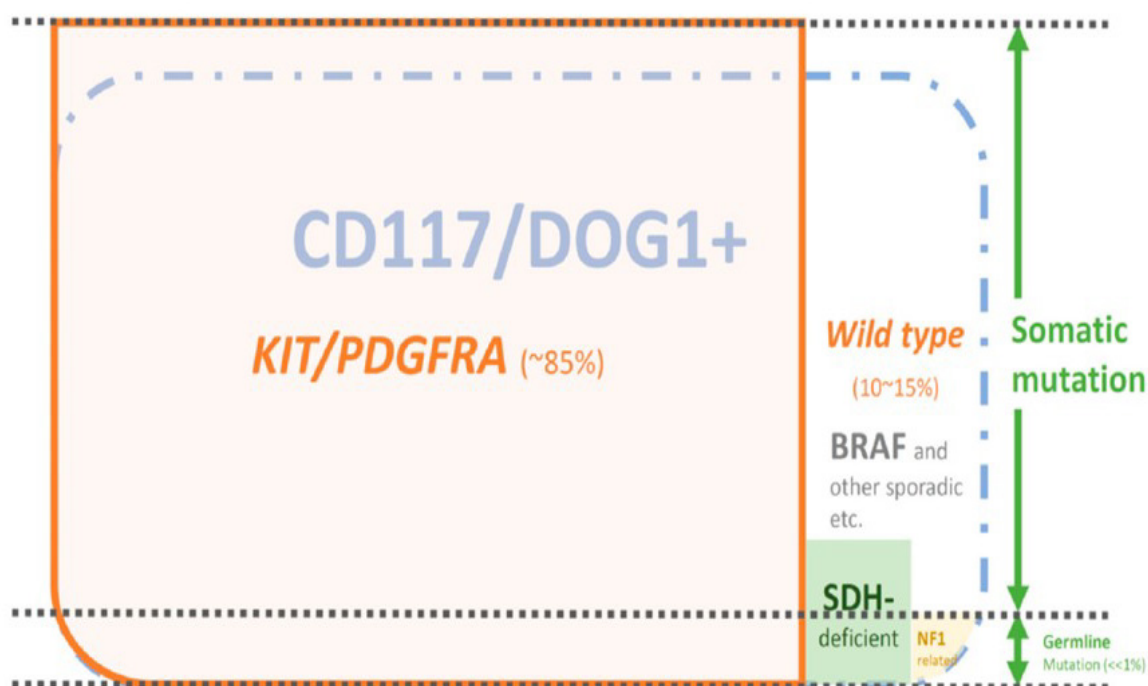 CD117/DOG1+
KIT/PDGFRA (~85%)
Wild type
(10~15%)
BRAF and
other sporadic
etc.
SDH-
deficient
NF1
related
Somatic
mutation
Germline
Mutation (<<1%)